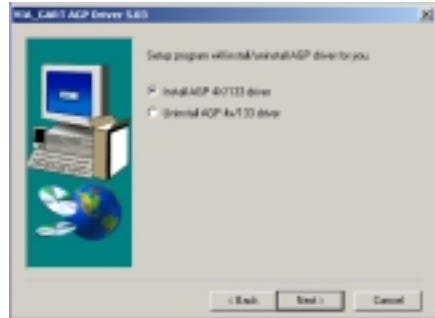 VIA_GART AGP Driver 5.03
Setup program will install/uninstall AGP driver for you
Install AGP 4X/133 driver
Uninstall AGP 4x/133 driver
< Back
Next >
Cancel